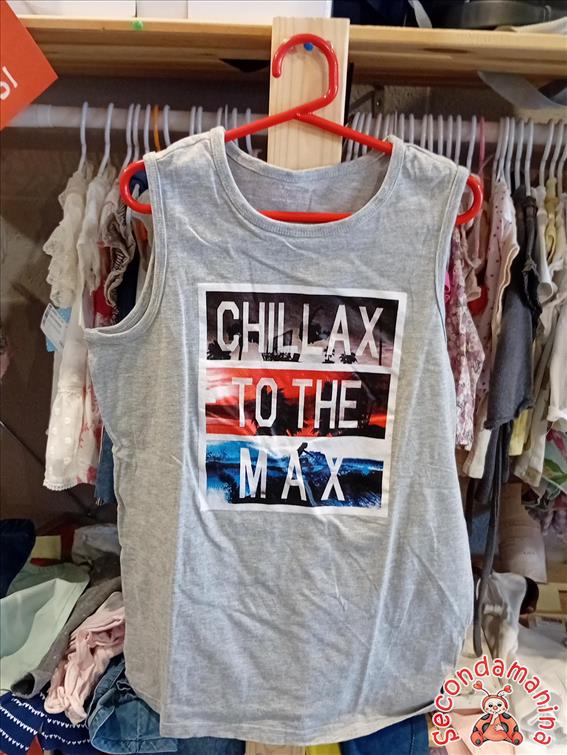 CHILLAX
TO THE
MAX
secondamanina